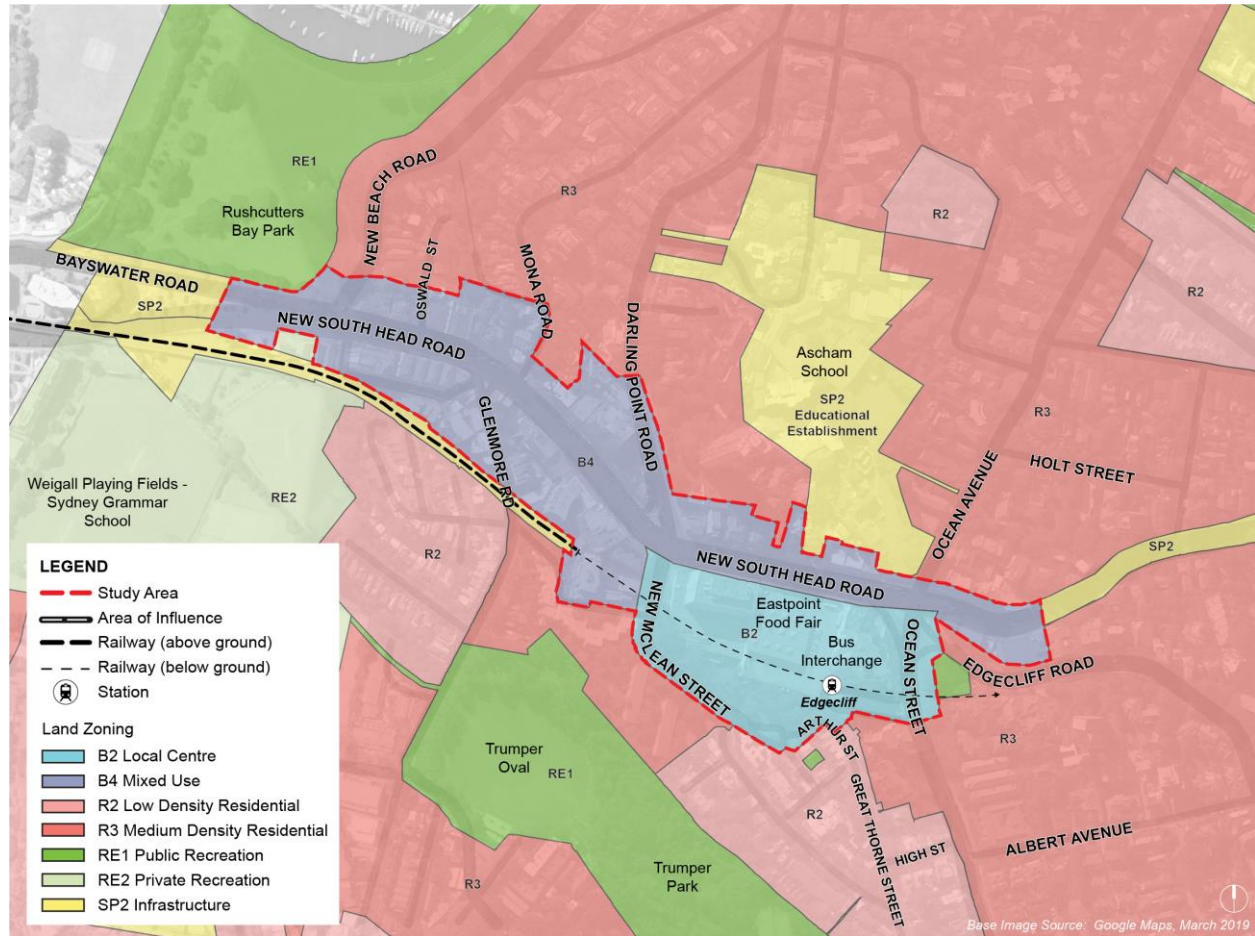 RE1
Rushcutters
Bay Park
NEW BEACH ROAD
OSWALD ST
MONA ROAD
R3
DARLING POINT ROAD
R2
R2
BAYSWATER ROAD
SP2
NEW SOUTH HEAD ROAD
Ascham
School
SP2
Educational
Establishment
R3
HOLT STREET
OCEAN AVENUE
GLENMORE RD
B4
Weigall Playing Fields -
Sydney Grammar
School
RE2
R2
SP2
NEW SOUTH HEAD ROAD
NEW MCLEAN STREET
Eastpoint
Food Fair
B2
Bus
Interchange
OCEAN STREET
Edgecliff
EDGECLIFF ROAD
ARTHUR ST
R3
Trumper
Oval
RE1
R2
GREAT THORNE STREET
HIGH ST
ALBERT AVENUE
Trumper
Park
R3
LEGEND
Study Area
Area of Influence
Railway (above ground)
Railway (below ground)
Station
Land Zoning
B2 Local Centre
B4 Mixed Use
R2 Low Density Residential
R3 Medium Density Residential
RE1 Public Recreation
RE2 Private Recreation
SP2 Infrastructure
Base Image Source: Google Maps, March 2019